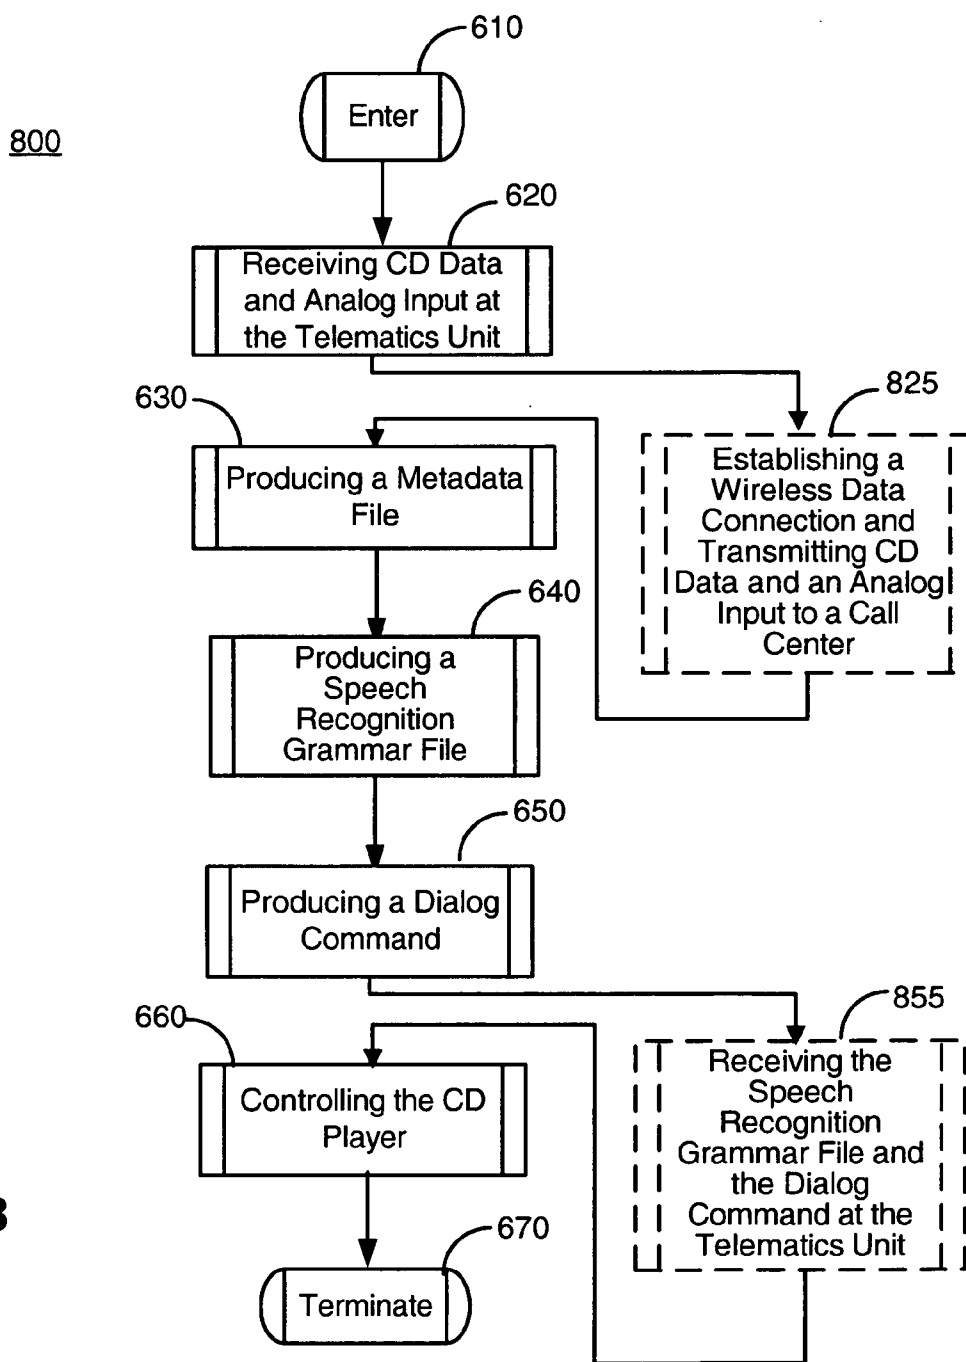 610
Enter
800
620
Receiving CD Data
and Analog Input at
the Telematics Unit
630
825
Producing a Metadata
File
Establishing a
Wireless Data
Connection and
Transmitting CD
Data and an Analog
Input to a Call
Center
640
Producing a
Speech
Recognition
Grammar File
650
Producing a Dialog
Command
855
660
Controlling the CD
Player
Receiving the
Speech
Recognition
Grammar File and
the Dialog
Command at the
Telematics Unit
670
Terminate